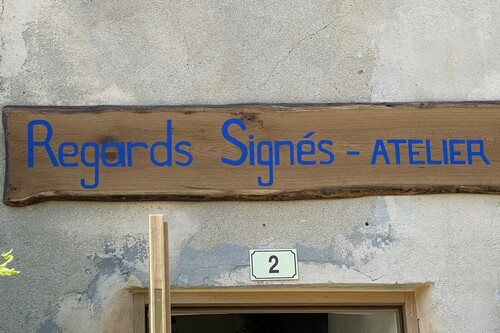 Regards Signés - ATELIER
2